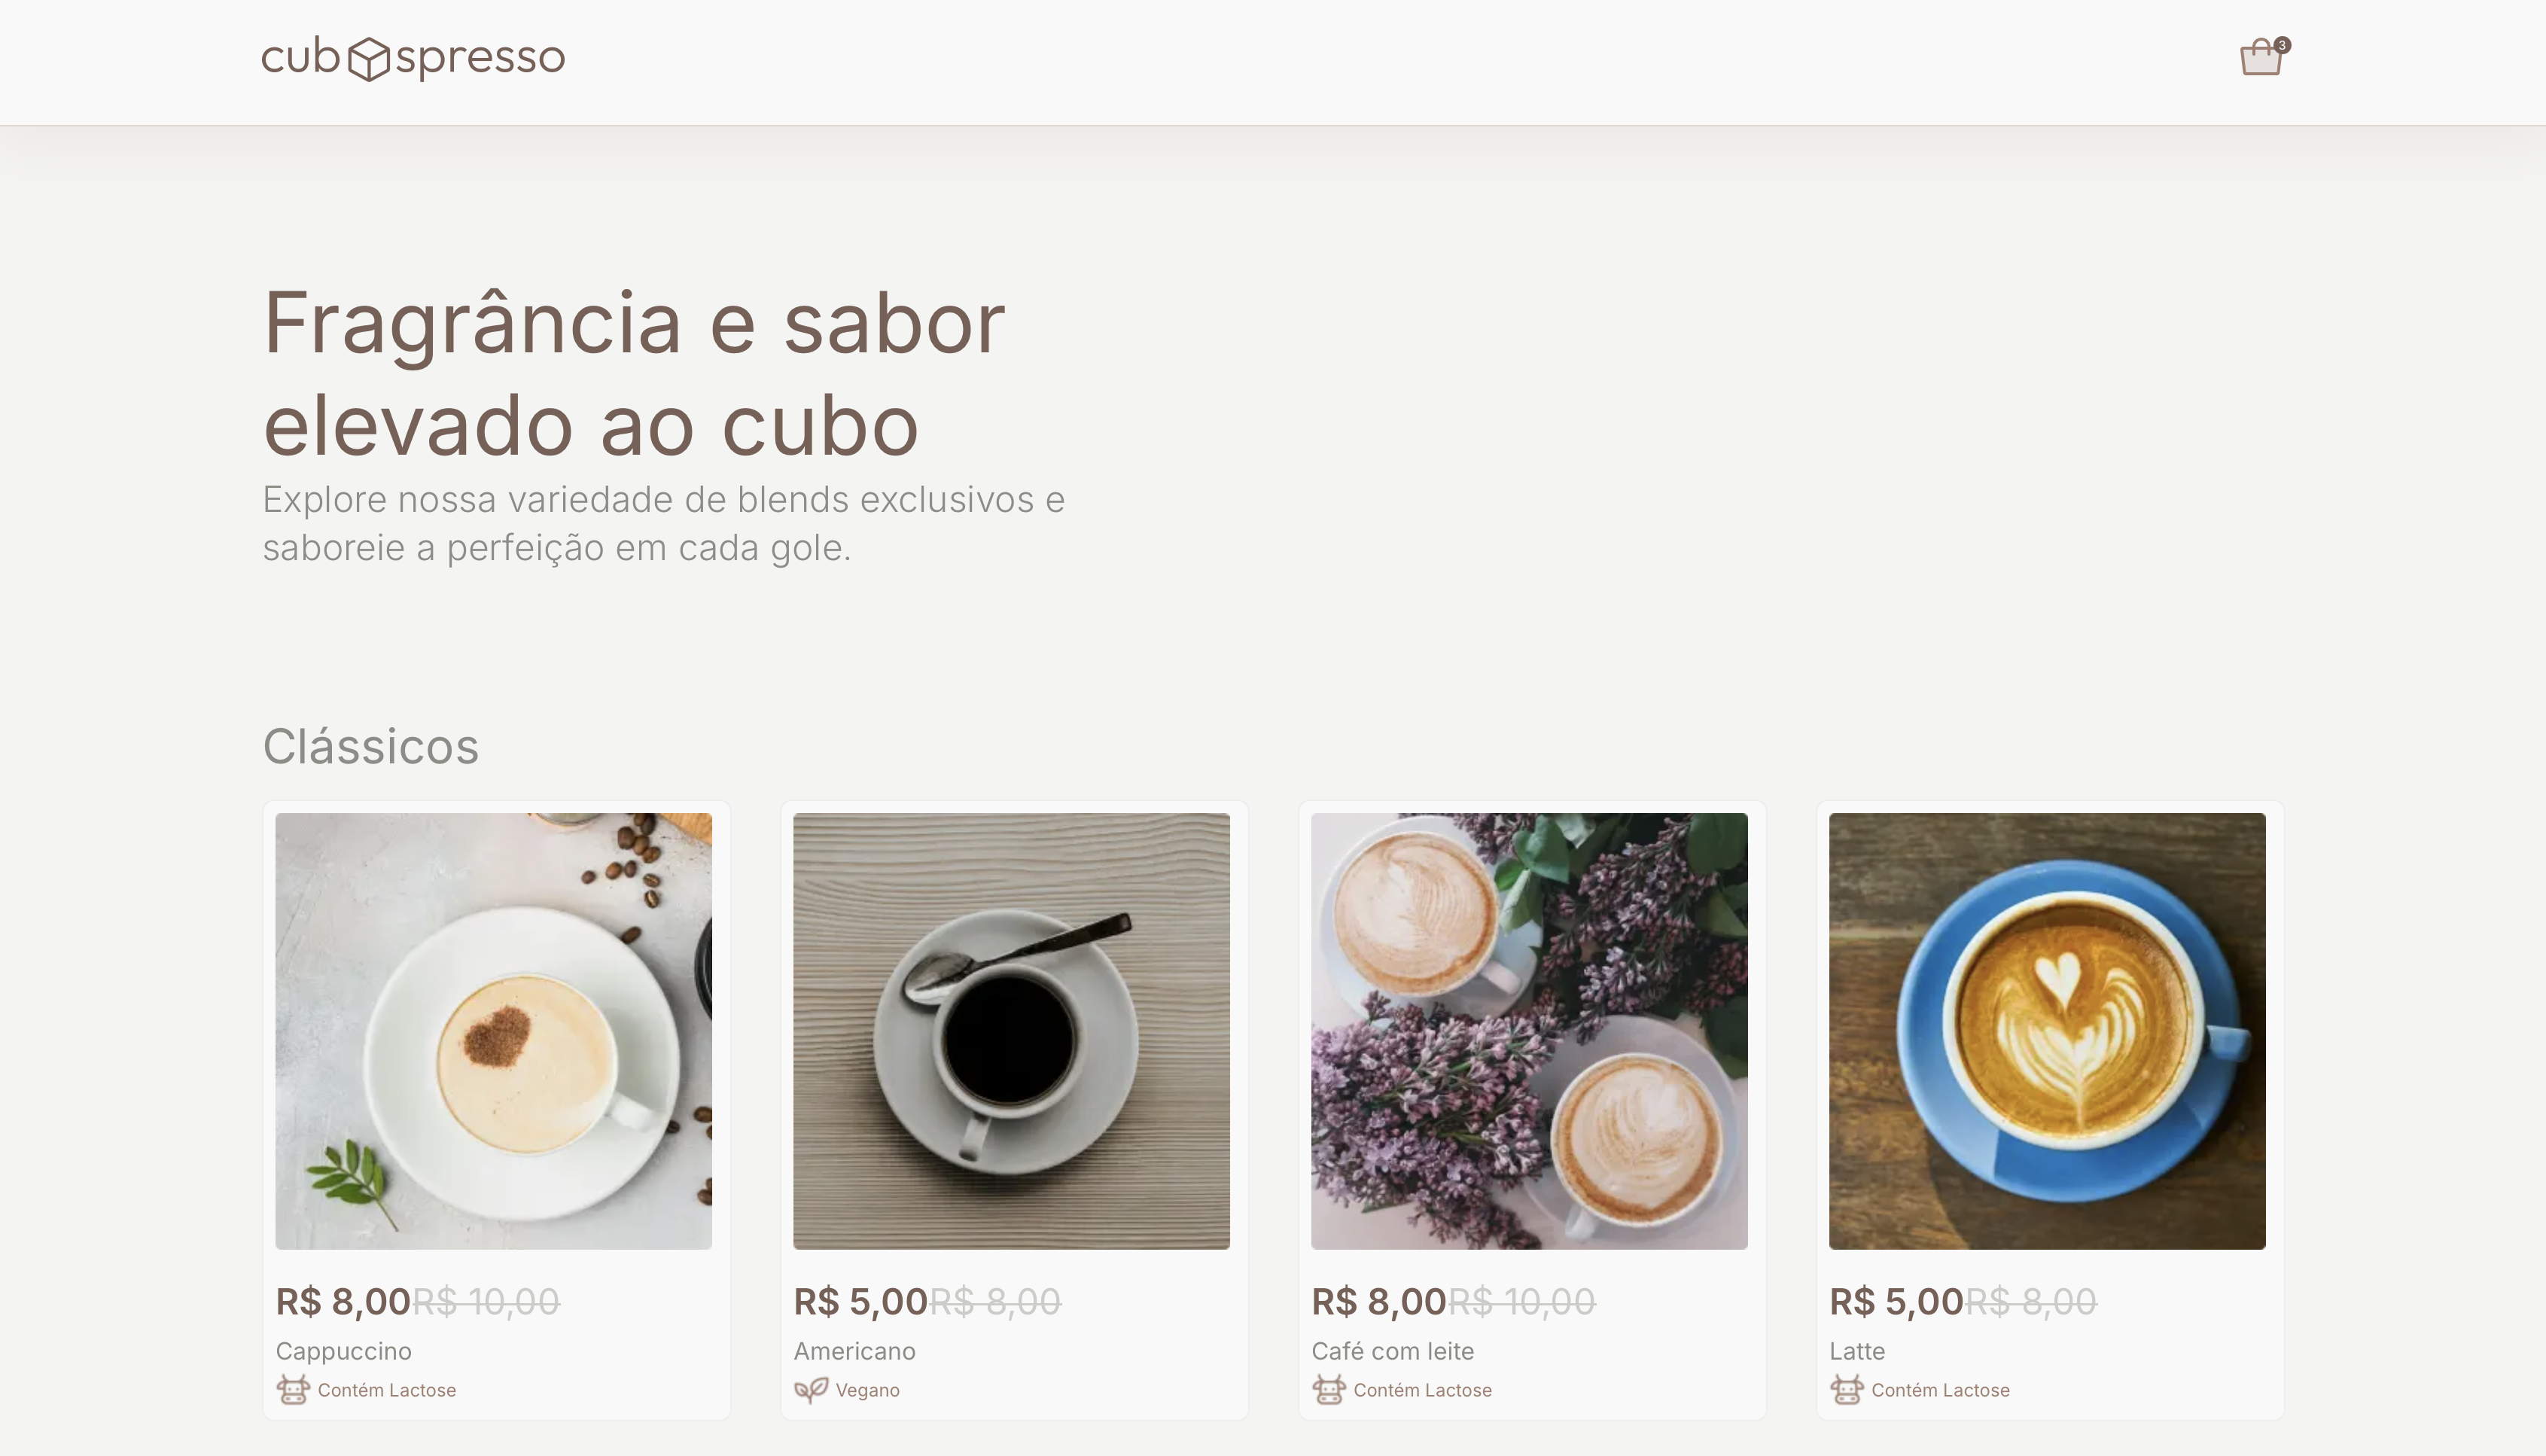 cub spresso
3
Fragrância e sabor
elevado ao cubo
Explore nossa variedade de blends exclusivos e
saboreie a perfeição em cada gole.
Clássicos
R$ 8,00 R$ 10,00
Cappuccino
Contém Lactose
R$ 5,00 R$ 8,00
Americano
Vegano
R$ 8,00 R$ 10,00
Café com leite
Contém Lactose
R$ 5,00 R$ 8,00
Latte
Contém Lactose